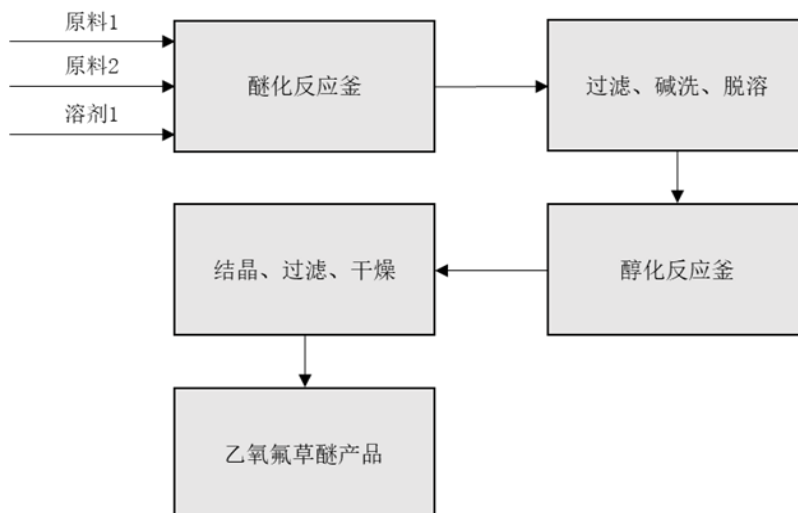 原料1
原料2
溶剂1
醚化反应釜
过滤、碱洗、脱溶
醇化反应釜
结晶、过滤、干燥
乙氧氟草醚产品